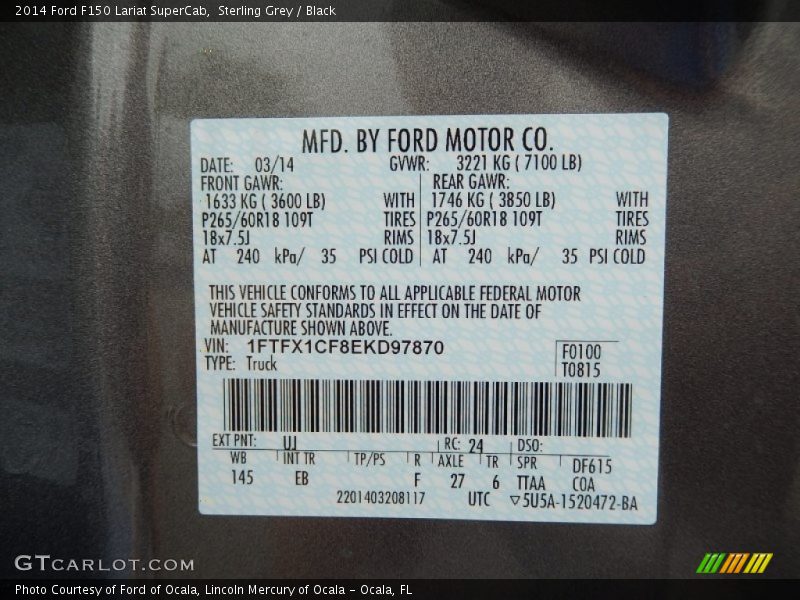 2014 Ford F150 Lariat SuperCab, Sterling Grey / Black
MFD. BY FORD MOTOR CO.
DATE: 03/14 GVWR: 3221 KG ( 7100 LB)
FRONT GAWR: REAR GAWR:
1633 KG ( 3600 LB) WITH 1746 KG ( 3850 LB) WITH
P265/60R18 109T TIRES P265/60R18 109T TIRES
18x7.5J RIMS 18x7.5J RIMS
AT 240 kPa/ 35 PSI COLD AT 240 kPa/ 35 PSI COLD
THIS VEHICLE CONFORMS TO ALL APPLICABLE FEDERAL MOTOR
VEHICLE SAFETY STANDARDS IN EFFECT ON THE DATE OF
MANUFACTURE SHOWN ABOVE.
VIN: 1FTFX1CF8EKD97870 F0100
TYPE: Truck T0815
EXT PNT: UJ RC: 24 DSO:
WB INT TR TP/PS R AXLE TR SPR DF615
145 EB F 27 6 TTAA COA
2201403208117 UTC ▽5U5A-1520472-BA
GTCARLOT.COM
Photo Courtesy of Ford of Ocala, Lincoln Mercury of Ocala - Ocala, FL